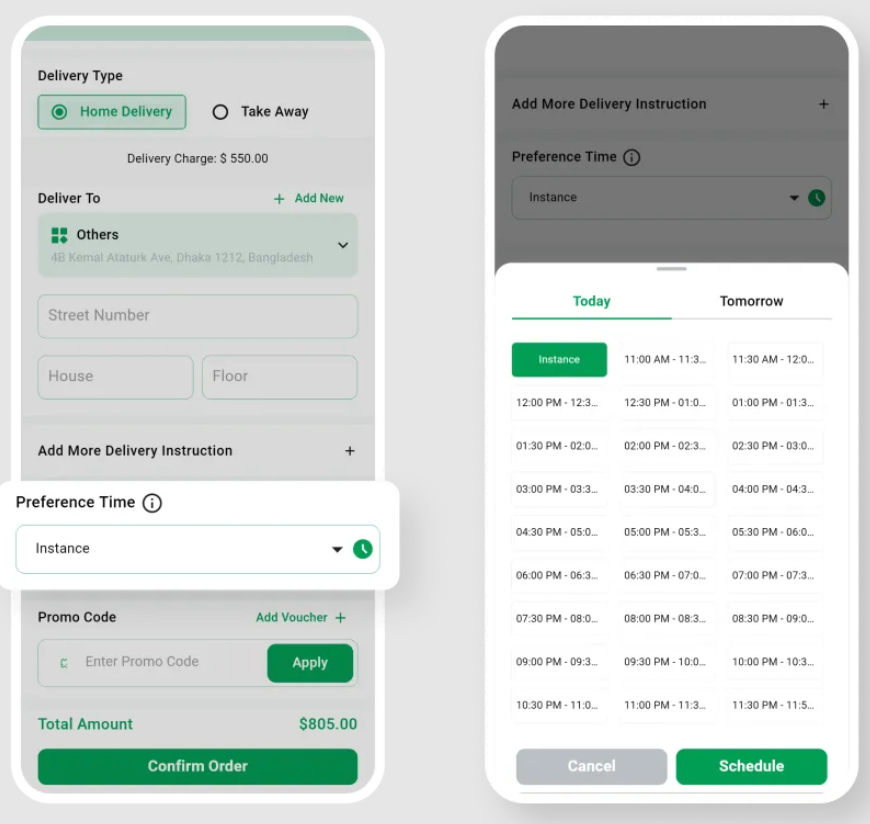 Delivery Type
Home Delivery
Take Away
Delivery Charge: $ 550.00
Deliver To
+ Add New
Others
4B Kemal Ataturk Ave, Dhaka 1212, Bangladesh
Street Number
House
Floor
Add More Delivery Instruction +
Preference Time
Instance
Promo Code
Add Voucher +
Enter Promo Code
Apply
Total Amount
$805.00
Confirm Order
Add More Delivery Instruction +
Preference Time
Instance
Today
Tomorrow
Instance 11:00 AM - 11:3... 11:30 AM - 12:0...
12:00 PM - 12:3... 12:30 PM - 01:0... 01:00 PM - 01:3...
01:30 PM - 02:0... 02:00 PM - 02:3... 02:30 PM - 03:0...
03:00 PM - 03:3... 03:30 PM - 04:0... 04:00 PM - 04:3...
04:30 PM - 05:0... 05:00 PM - 05:3... 05:30 PM - 06:0...
06:00 PM - 06:3... 06:30 PM - 07:0... 07:00 PM - 07:3...
07:30 PM - 08:0... 08:00 PM - 08:3... 08:30 PM - 09:0...
09:00 PM - 09:3... 09:30 PM - 10:0... 10:00 PM - 10:3...
10:30 PM - 11:0... 11:00 PM - 11:3... 11:30 PM - 11:5...
Cancel
Schedule